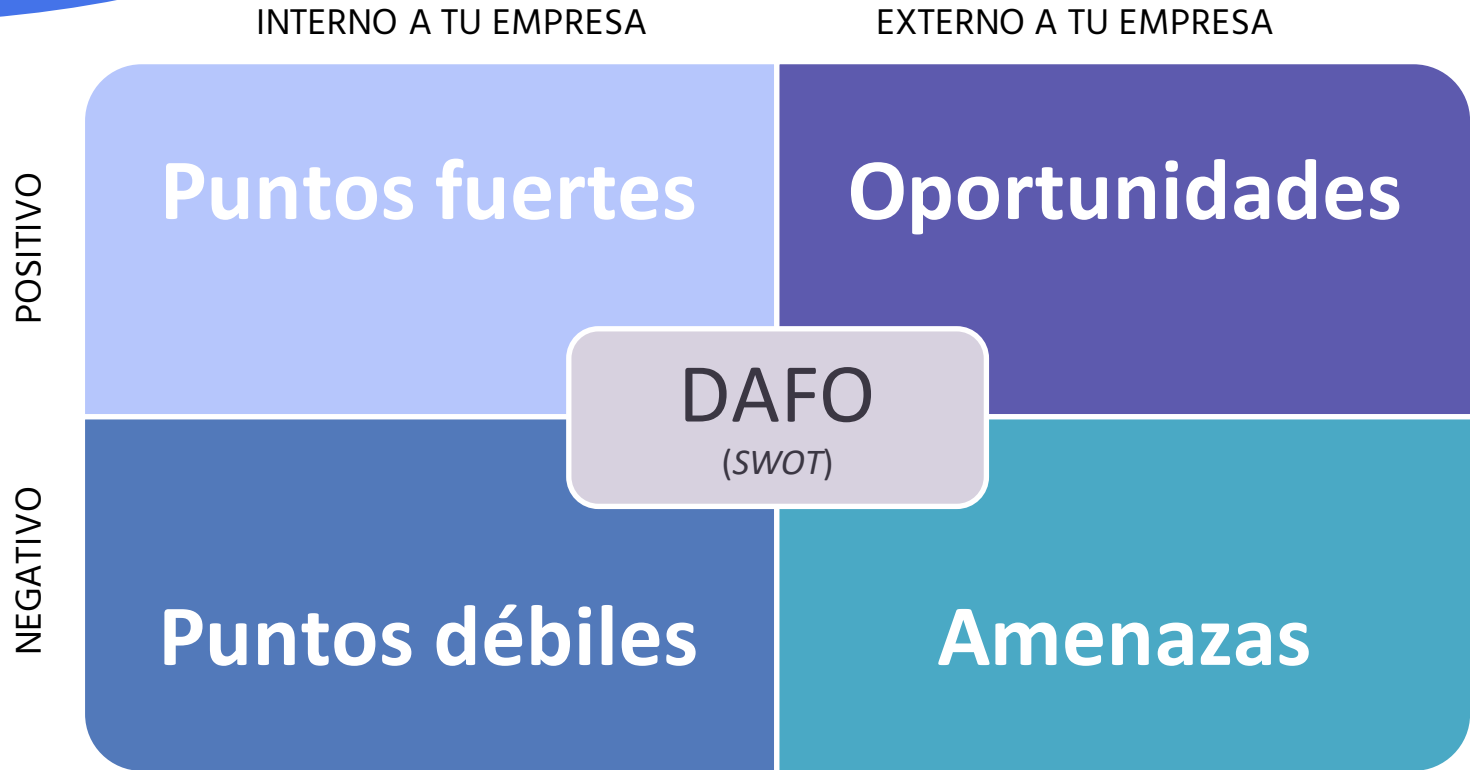 INTERNO A TU EMPRESA
EXTERNO A TU EMPRESA
POSITIVO
Puntos fuertes
Oportunidades
DAFO
(SWOT)
NEGATIVO
Puntos débiles
Amenazas